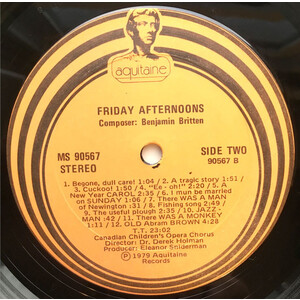 aquitaine
FRIDAY AFTERNOONS
Composer: Benjamin Britten
MS 90567
STEREO
SIDE TWO
90567 B
1. Begone, dull care! 1:04 / 2. A tragic story 1:51 /
3. Cuckoo! 1:50 / 4. "Ee - oh!" 2:20 / 5. A
New Year CAROL 2:35 / 6. I mun be married
on SUNDAY 1:06 / 7. THERE WAS A MAN
of Newington :31 / 8. Fishing song 2:49 /
9. The useful plough 2:35 / 10. JAZZ-
MAN :42 / 11. THERE WAS A MONKEY
1:11 / 12. OLD Abram BROWN 4:28
T.T. 23:02
Canadian Children's Opera Chorus
Director: Dr. Derek Holman
Producer: Eleanor Sniderman
℗ 1979 Aquitaine
Records